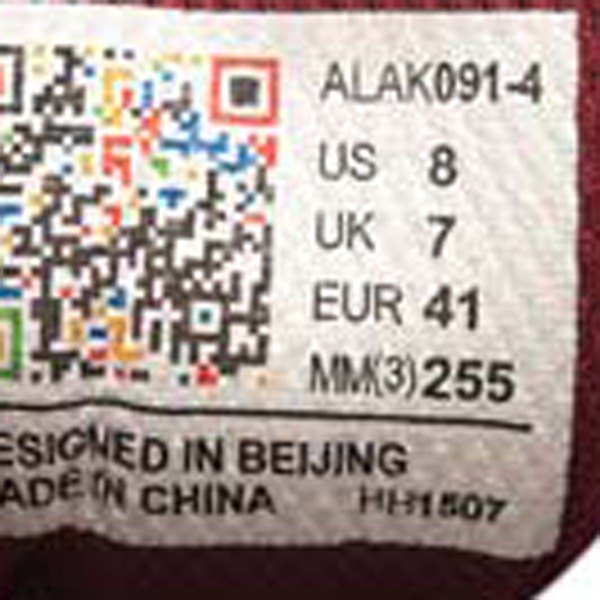 ALAK091-4
US 8
UK 7
EUR 41
MM(3) 255
ESIGNED IN BEIJING
ADE IN CHINA HH1507